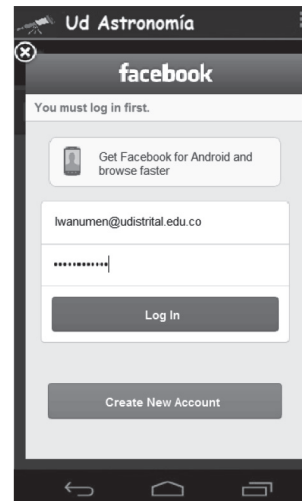 Ud Astronomía
facebook
You must log in first.
Get Facebook for Android and
browse faster
lwanumen@udistrital.edu.co
••••••••••••
Log In
Create New Account